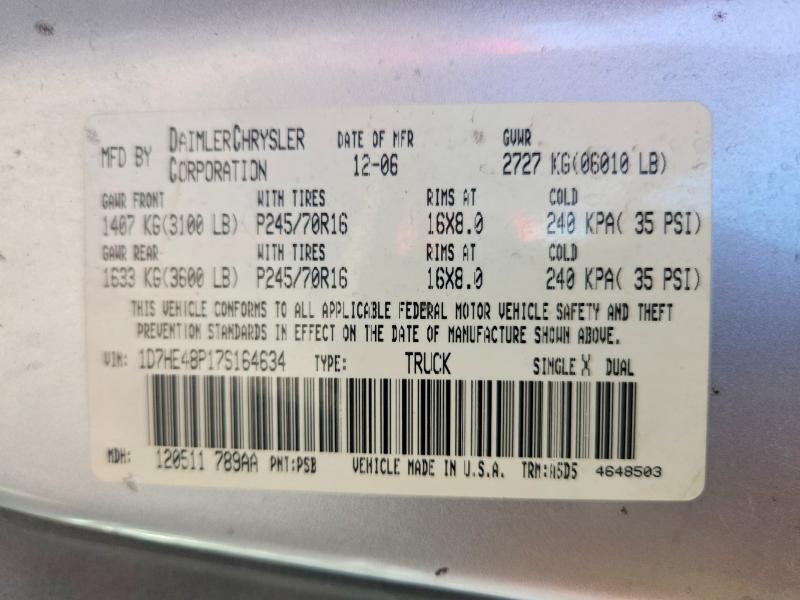 MFD BY DAIMLERCHRYSLER CORPORATION DATE OF MFR 12-06 GVWR 2727 KG(06010 LB)
GAWR FRONT WITH TIRES RIMS AT COLD
1407 KG(3100 LB) P245/70R16 16X8.0 240 KPA( 35 PSI)
GAWR REAR WITH TIRES RIMS AT COLD
1633 KG(3600 LB) P245/70R16 16X8.0 240 KPA( 35 PSI)
THIS VEHICLE CONFORMS TO ALL APPLICABLE FEDERAL MOTOR VEHICLE SAFETY AND THEFT
PREVENTION STANDARDS IN EFFECT ON THE DATE OF MANUFACTURE SHOWN ABOVE.
VIN: 1D7HE48P17S164634 TYPE: TRUCK SINGLE X DUAL
MDH: 120511 789AA PNT:PSB VEHICLE MADE IN U.S.A. TRM:A5D5 4648503